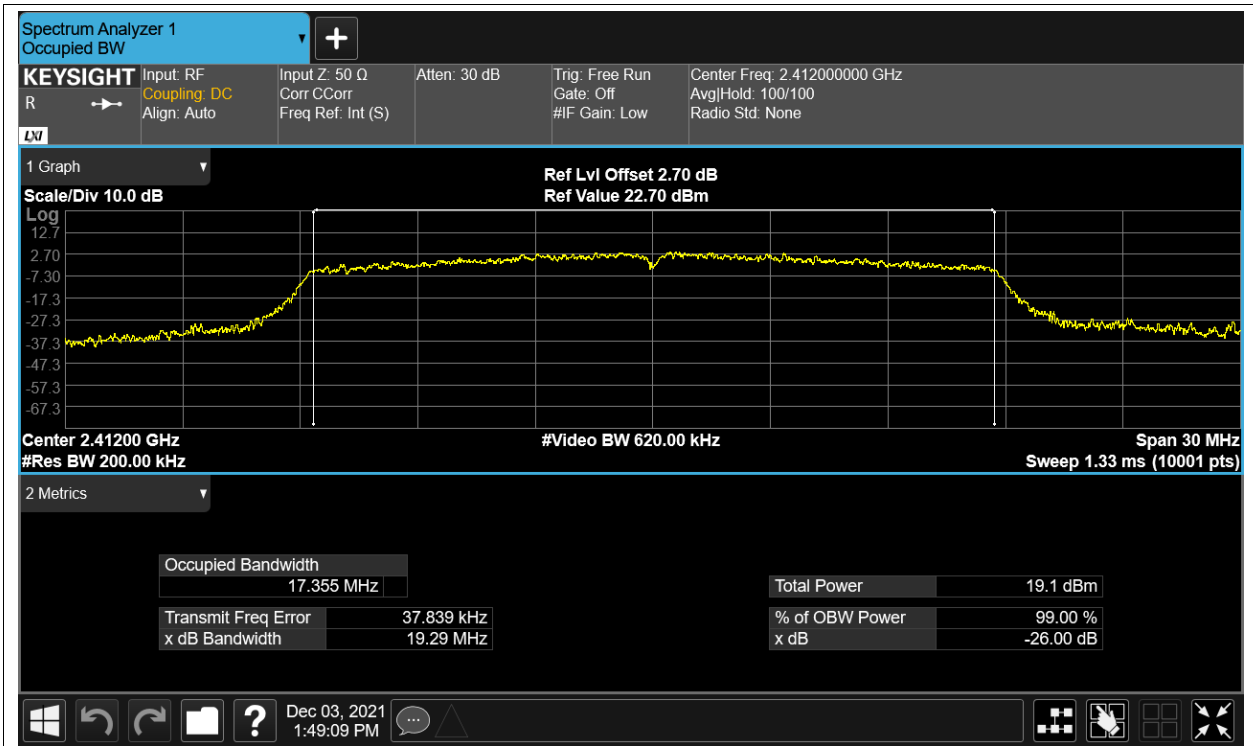 Spectrum Analyzer 1
Occupied BW
▼
+
KEYSIGHT
R
LXI
Input: RF
Coupling: DC
Align: Auto
Input Z: 50 Ω
Corr CCorr
Freq Ref: Int (S)
Atten: 30 dB
Trig: Free Run
Gate: Off
#IF Gain: Low
Center Freq: 2.412000000 GHz
Avg|Hold: 100/100
Radio Std: None
1 Graph
Scale/Div 10.0 dB
Ref Lvl Offset 2.70 dB
Ref Value 22.70 dBm
Log
12.7
2.70
-7.30
-17.3
-27.3
-37.3
-47.3
-57.3
-67.3
Center 2.41200 GHz
#Video BW 620.00 kHz
Span 30 MHz
#Res BW 200.00 kHz
Sweep 1.33 ms (10001 pts)
2 Metrics
Occupied Bandwidth
17.355 MHz
Total Power 19.1 dBm
Transmit Freq Error 37.839 kHz
% of OBW Power 99.00 %
x dB Bandwidth 19.29 MHz
x dB -26.00 dB
?
Dec 03, 2021
1:49:09 PM